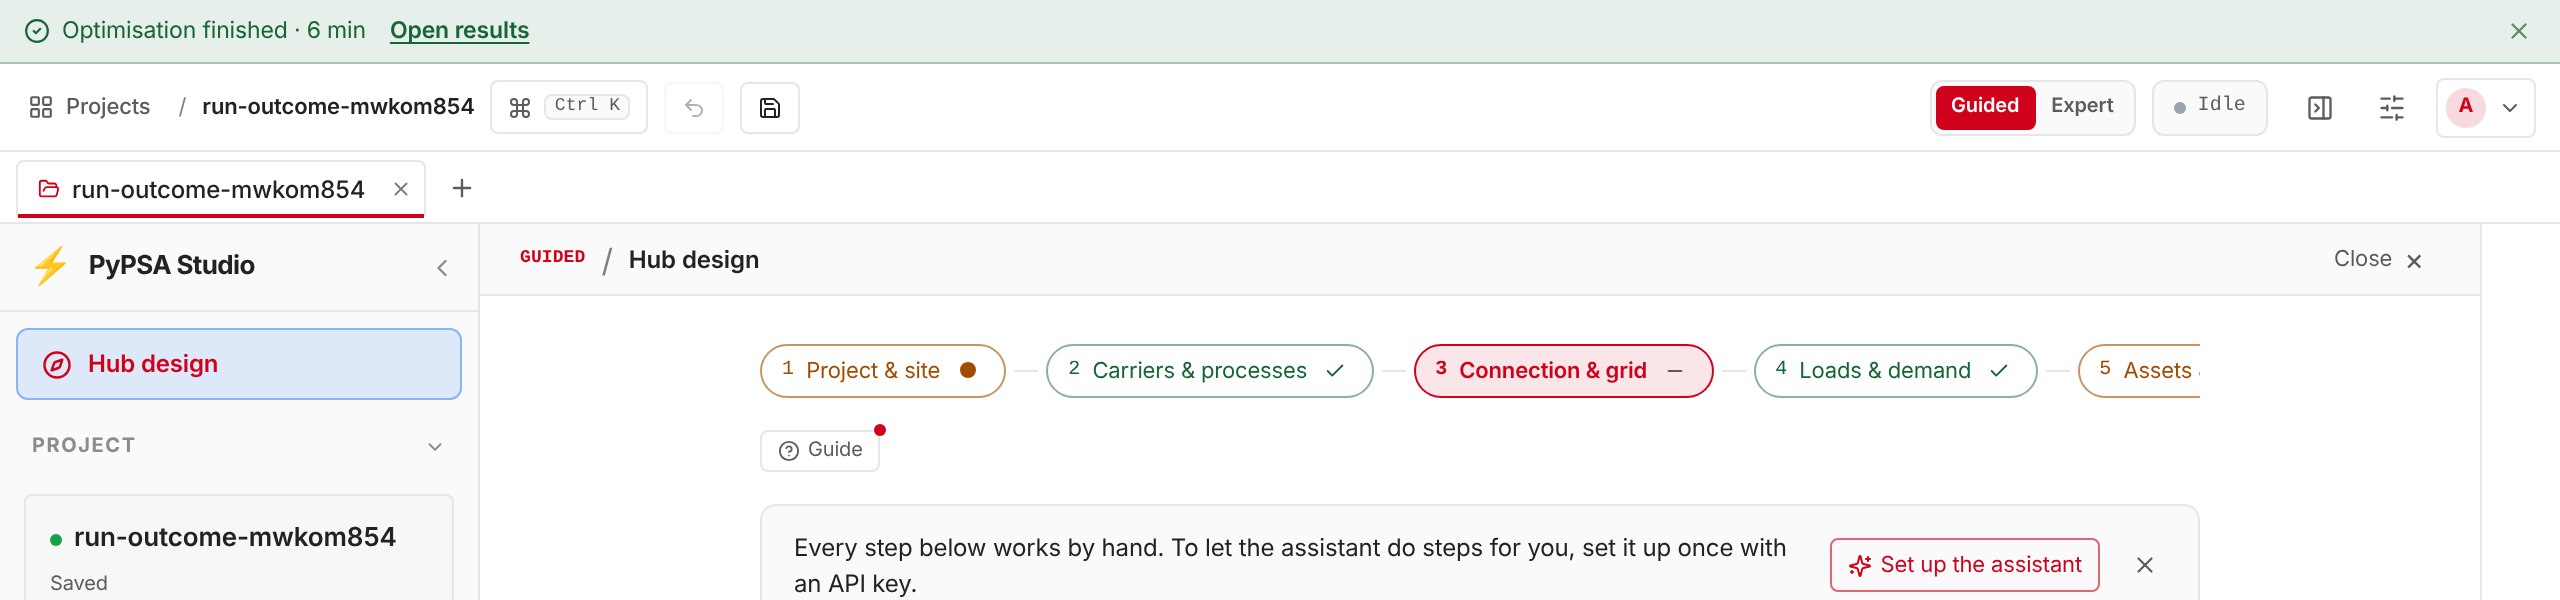 Optimisation finished · 6 min Open results
Projects / run-outcome-mwkom854 Ctrl K Guided Expert Idle A
run-outcome-mwkom854
PyPSA Studio
GUIDED / Hub design Close
Hub design
1 Project & site 2 Carriers & processes 3 Connection & grid 4 Loads & demand 5 Assets
PROJECT
Guide
run-outcome-mwkom854
Saved
Every step below works by hand. To let the assistant do steps for you, set it up once with
an API key.
Set up the assistant